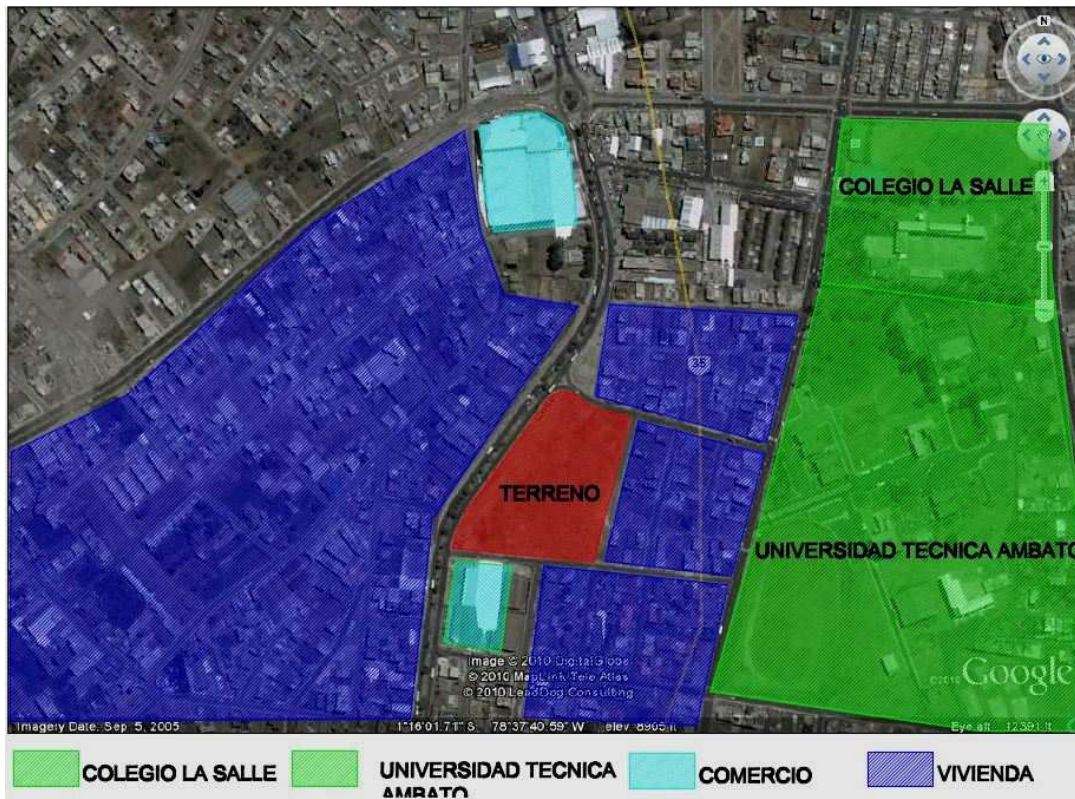 N
COLEGIO LA SALLE
35
TERRENO
UNIVERSIDAD TECNICA AMBATO
Image © 2010 DigitalGlobe
© 2010 MapLink/Tele Atlas
© 2010 LeadDog Consulting
©2010 Google
Imagery Date: Sep 5, 2005
1°16'01.71" S 78°37'40.59" W elev 8905 ft
Eye alt 12391 ft
COLEGIO LA SALLE
UNIVERSIDAD TECNICA
AMBATO
COMERCIO
VIVIENDA